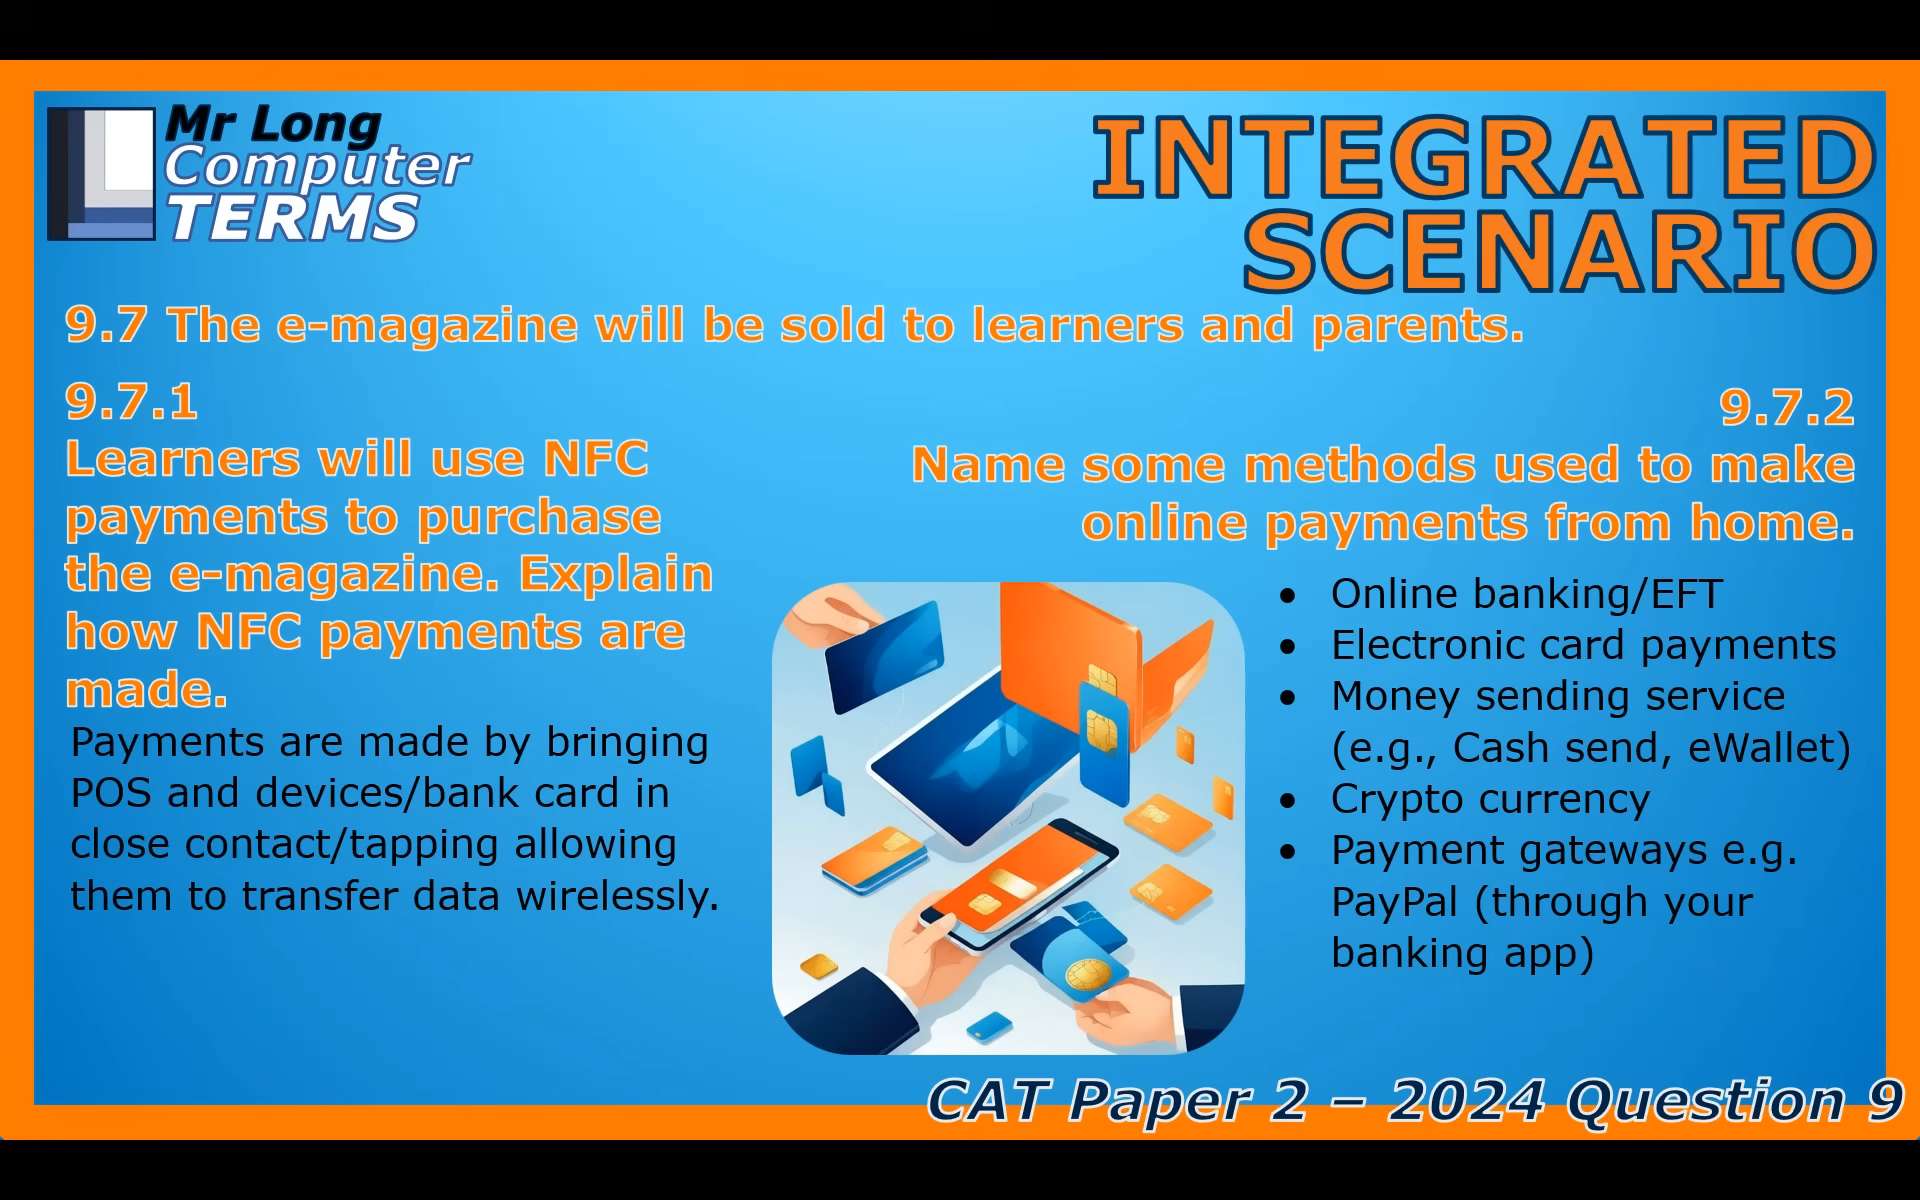 Mr Long
Computer
TERMS
INTEGRATED
SCENARIO
9.7 The e-magazine will be sold to learners and parents.
9.7.1
Learners will use NFC
payments to purchase
the e-magazine. Explain
how NFC payments are
made.
Payments are made by bringing
POS and devices/bank card in
close contact/tapping allowing
them to transfer data wirelessly.
9.7.2
Name some methods used to make
online payments from home.
• Online banking/EFT
• Electronic card payments
• Money sending service
(e.g., Cash send, eWallet)
• Crypto currency
• Payment gateways e.g.
PayPal (through your
banking app)
CAT Paper 2 – 2024 Question 9